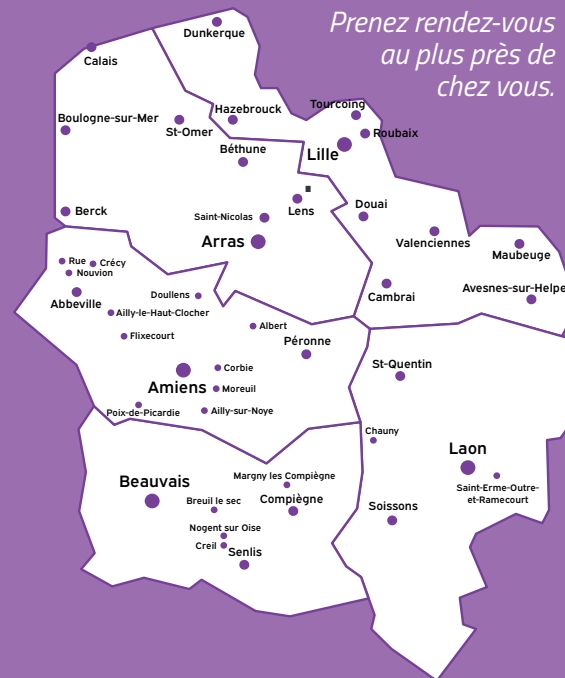 Prenez rendez-vous
au plus près de
chez vous.
Dunkerque
Calais
Tourcoing
Hazebrouck
Boulogne-sur-Mer
St-Omer
Roubaix
Béthune
Lille
Berck
Saint-Nicolas
Lens
Douai
Arras
Valenciennes
Maubeuge
Rue
Crécy
Nouvion
Abbeville
Doullens
Cambrai
Avesnes-sur-Helpe
Ailly-le-Haut-Clocher
Flixecourt
Albert
Péronne
Corbie
St-Quentin
Amiens
Moreuil
Poix-de-Picardie
Ailly-sur-Noye
Chauny
Laon
Beauvais
Margny les Compiègne
Saint-Erme-Outre-
et-Ramecourt
Breuil le sec
Compiègne
Soissons
Nogent sur Oise
Creil
Senlis